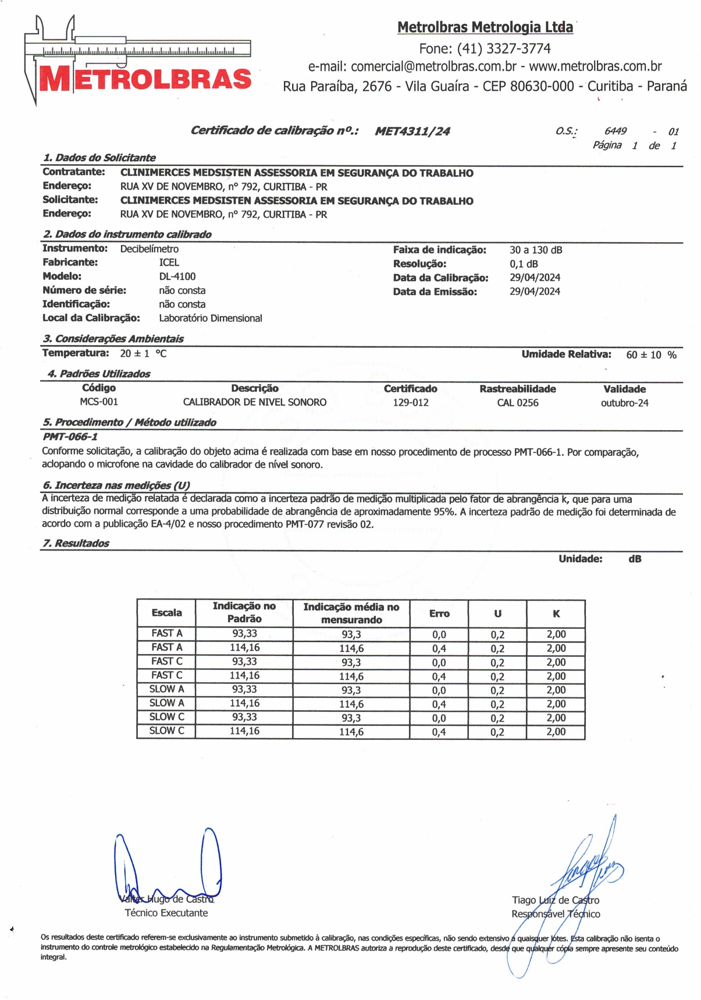 METROLBRAS
Metrolbras Metrologia Ltda
Fone: (41) 3327-3774
e-mail: comercial@metrolbras.com.br - www.metrolbras.com.br
Rua Paraíba, 2676 - Vila Guaíra - CEP 80630-000 - Curitiba - Paraná
Certificado de calibração nº.: MET4311/24 O.S.: 6449 - 01
Página 1 de 1
1. Dados do Solicitante
Contratante: CLINIMERCES MEDSISTEN ASSESSORIA EM SEGURANÇA DO TRABALHO
Endereço: RUA XV DE NOVEMBRO, nº 792, CURITIBA - PR
Solicitante: CLINIMERCES MEDSISTEN ASSESSORIA EM SEGURANÇA DO TRABALHO
Endereço: RUA XV DE NOVEMBRO, nº 792, CURITIBA - PR
2. Dados do instrumento calibrado
Instrumento: Decibelímetro Faixa de indicação: 30 a 130 dB
Fabricante: ICEL Resolução: 0,1 dB
Modelo: DL-4100 Data da Calibração: 29/04/2024
Número de série: não consta Data da Emissão: 29/04/2024
Identificação: não consta
Local da Calibração: Laboratório Dimensional
3. Considerações Ambientais
Temperatura: 20 ± 1 ºC Umidade Relativa: 60 ± 10 %
4. Padrões Utilizados
Código Descrição Certificado Rastreabilidade Validade
MCS-001 CALIBRADOR DE NIVEL SONORO 129-012 CAL 0256 outubro-24
5. Procedimento / Método utilizado
PMT-066-1
Conforme solicitação, a calibração do objeto acima é realizada com base em nosso procedimento de processo PMT-066-1. Por comparação,
aclopando o microfone na cavidade do calibrador de nível sonoro.
6. Incerteza nas medições (U)
A incerteza de medição relatada é declarada como a incerteza padrão de medição multiplicada pelo fator de abrangência k, que para uma
distribuição normal corresponde a uma probabilidade de abrangência de aproximadamente 95%. A incerteza padrão de medição foi determinada de
acordo com a publicação EA-4/02 e nosso procedimento PMT-077 revisão 02.
7. Resultados
Unidade: dB
Escala Indicação no Padrão Indicação média no mensurando Erro U K
FAST A 93,33 93,3 0,0 0,2 2,00
FAST A 114,16 114,6 0,4 0,2 2,00
FAST C 93,33 93,3 0,0 0,2 2,00
FAST C 114,16 114,6 0,4 0,2 2,00
SLOW A 93,33 93,3 0,0 0,2 2,00
SLOW A 114,16 114,6 0,4 0,2 2,00
SLOW C 93,33 93,3 0,0 0,2 2,00
SLOW C 114,16 114,6 0,4 0,2 2,00
Valter Hugo de Castro Tiago Luiz de Castro
Técnico Executante Responsável Técnico
Os resultados deste certificado referem-se exclusivamente ao instrumento submetido à calibração, nas condições específicas, não sendo extensivo a quaisquer lotes. Esta calibração não isenta o
instrumento do controle metrológico estabelecido na Regulamentação Metrológica. A METROLBRAS autoriza a reprodução deste certificado, desde que qualquer cópia sempre apresente seu conteúdo
integral.